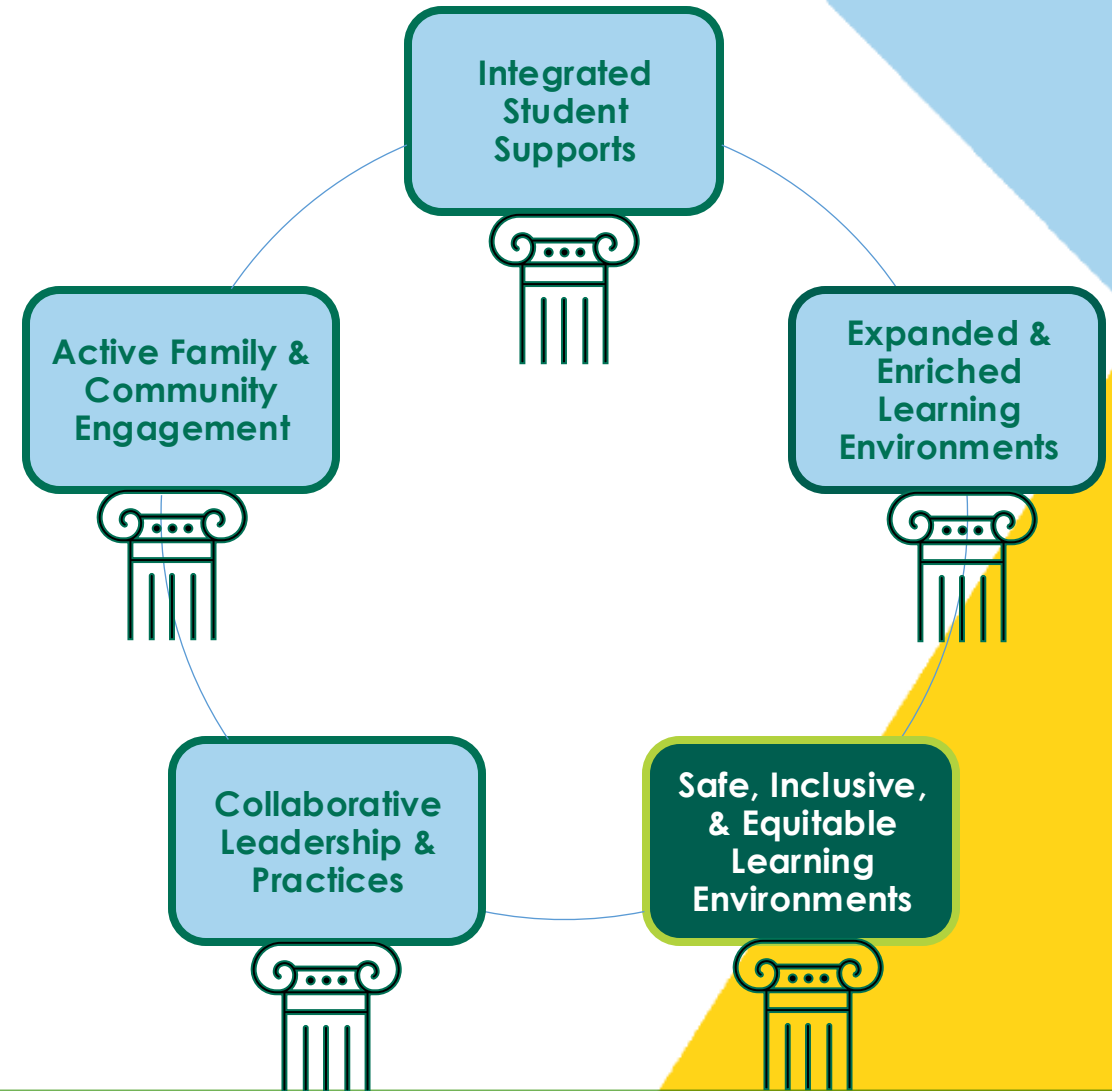 Integrated
Student
Supports
Active Family &
Community
Engagement
Expanded &
Enriched
Learning
Environments
Collaborative
Leadership &
Practices
Safe, Inclusive,
& Equitable
Learning
Environments